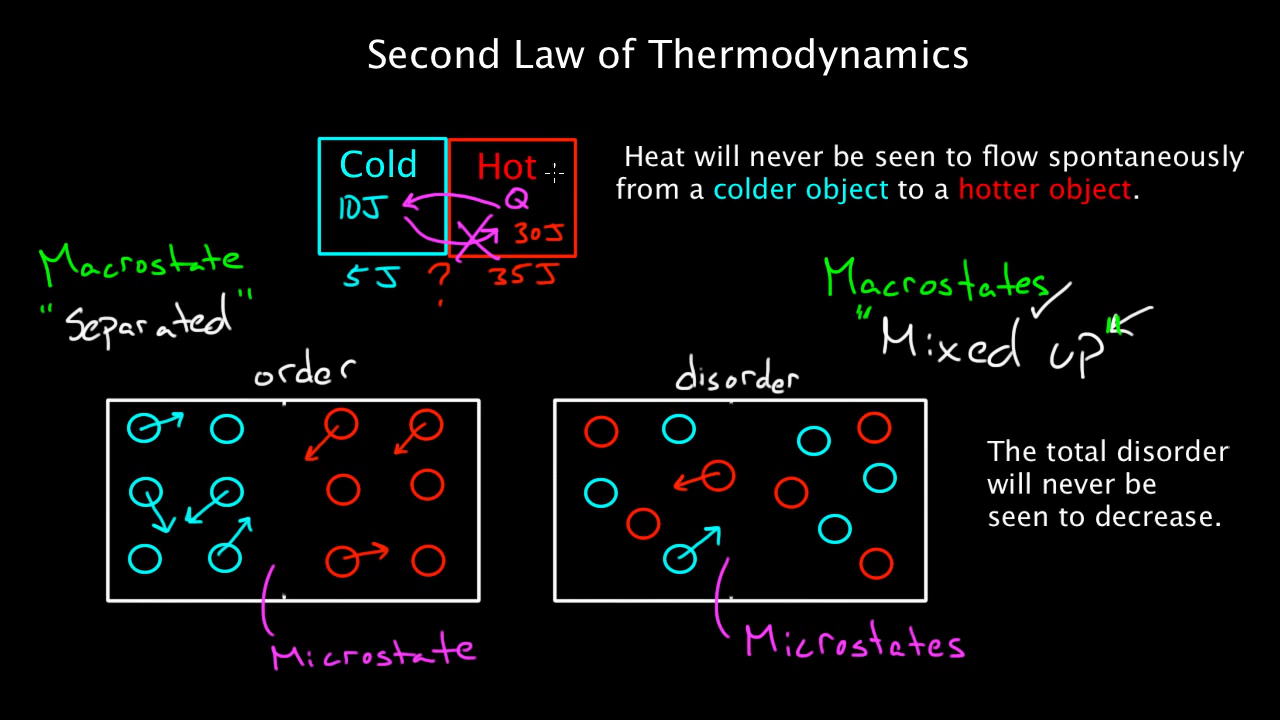 Second Law of Thermodynamics
Cold Hot
10J Q
30J
5J ? 35J
Heat will never be seen to flow spontaneously
from a colder object to a hotter object.
Macrostate
"Separated"
Macrostates
"Mixed up"
order
disorder
The total disorder
will never be
seen to decrease.
Microstate
Microstates